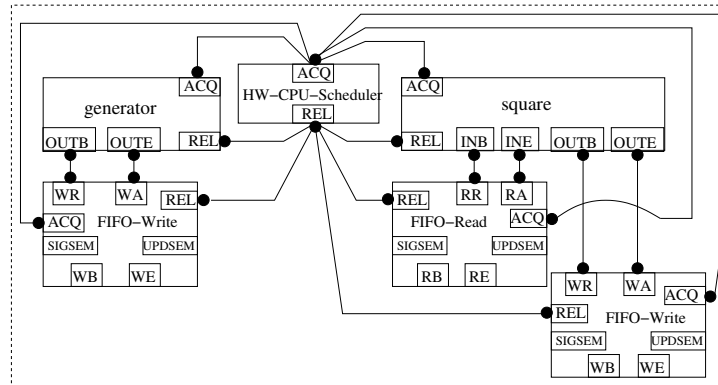 ACQ
ACQ
ACQ
HW-CPU-Scheduler
generator
square
REL
OUTB
OUTE
REL
REL
INB
INE
OUTB
OUTE
WR
WA
REL
ACQ
FIFO-Write
SIGSEM
UPDSEM
WB
WE
REL
RR
RA
ACQ
FIFO-Read
SIGSEM
UPDSEM
RB
RE
WR
WA
ACQ
REL
FIFO-Write
SIGSEM
UPDSEM
WB
WE